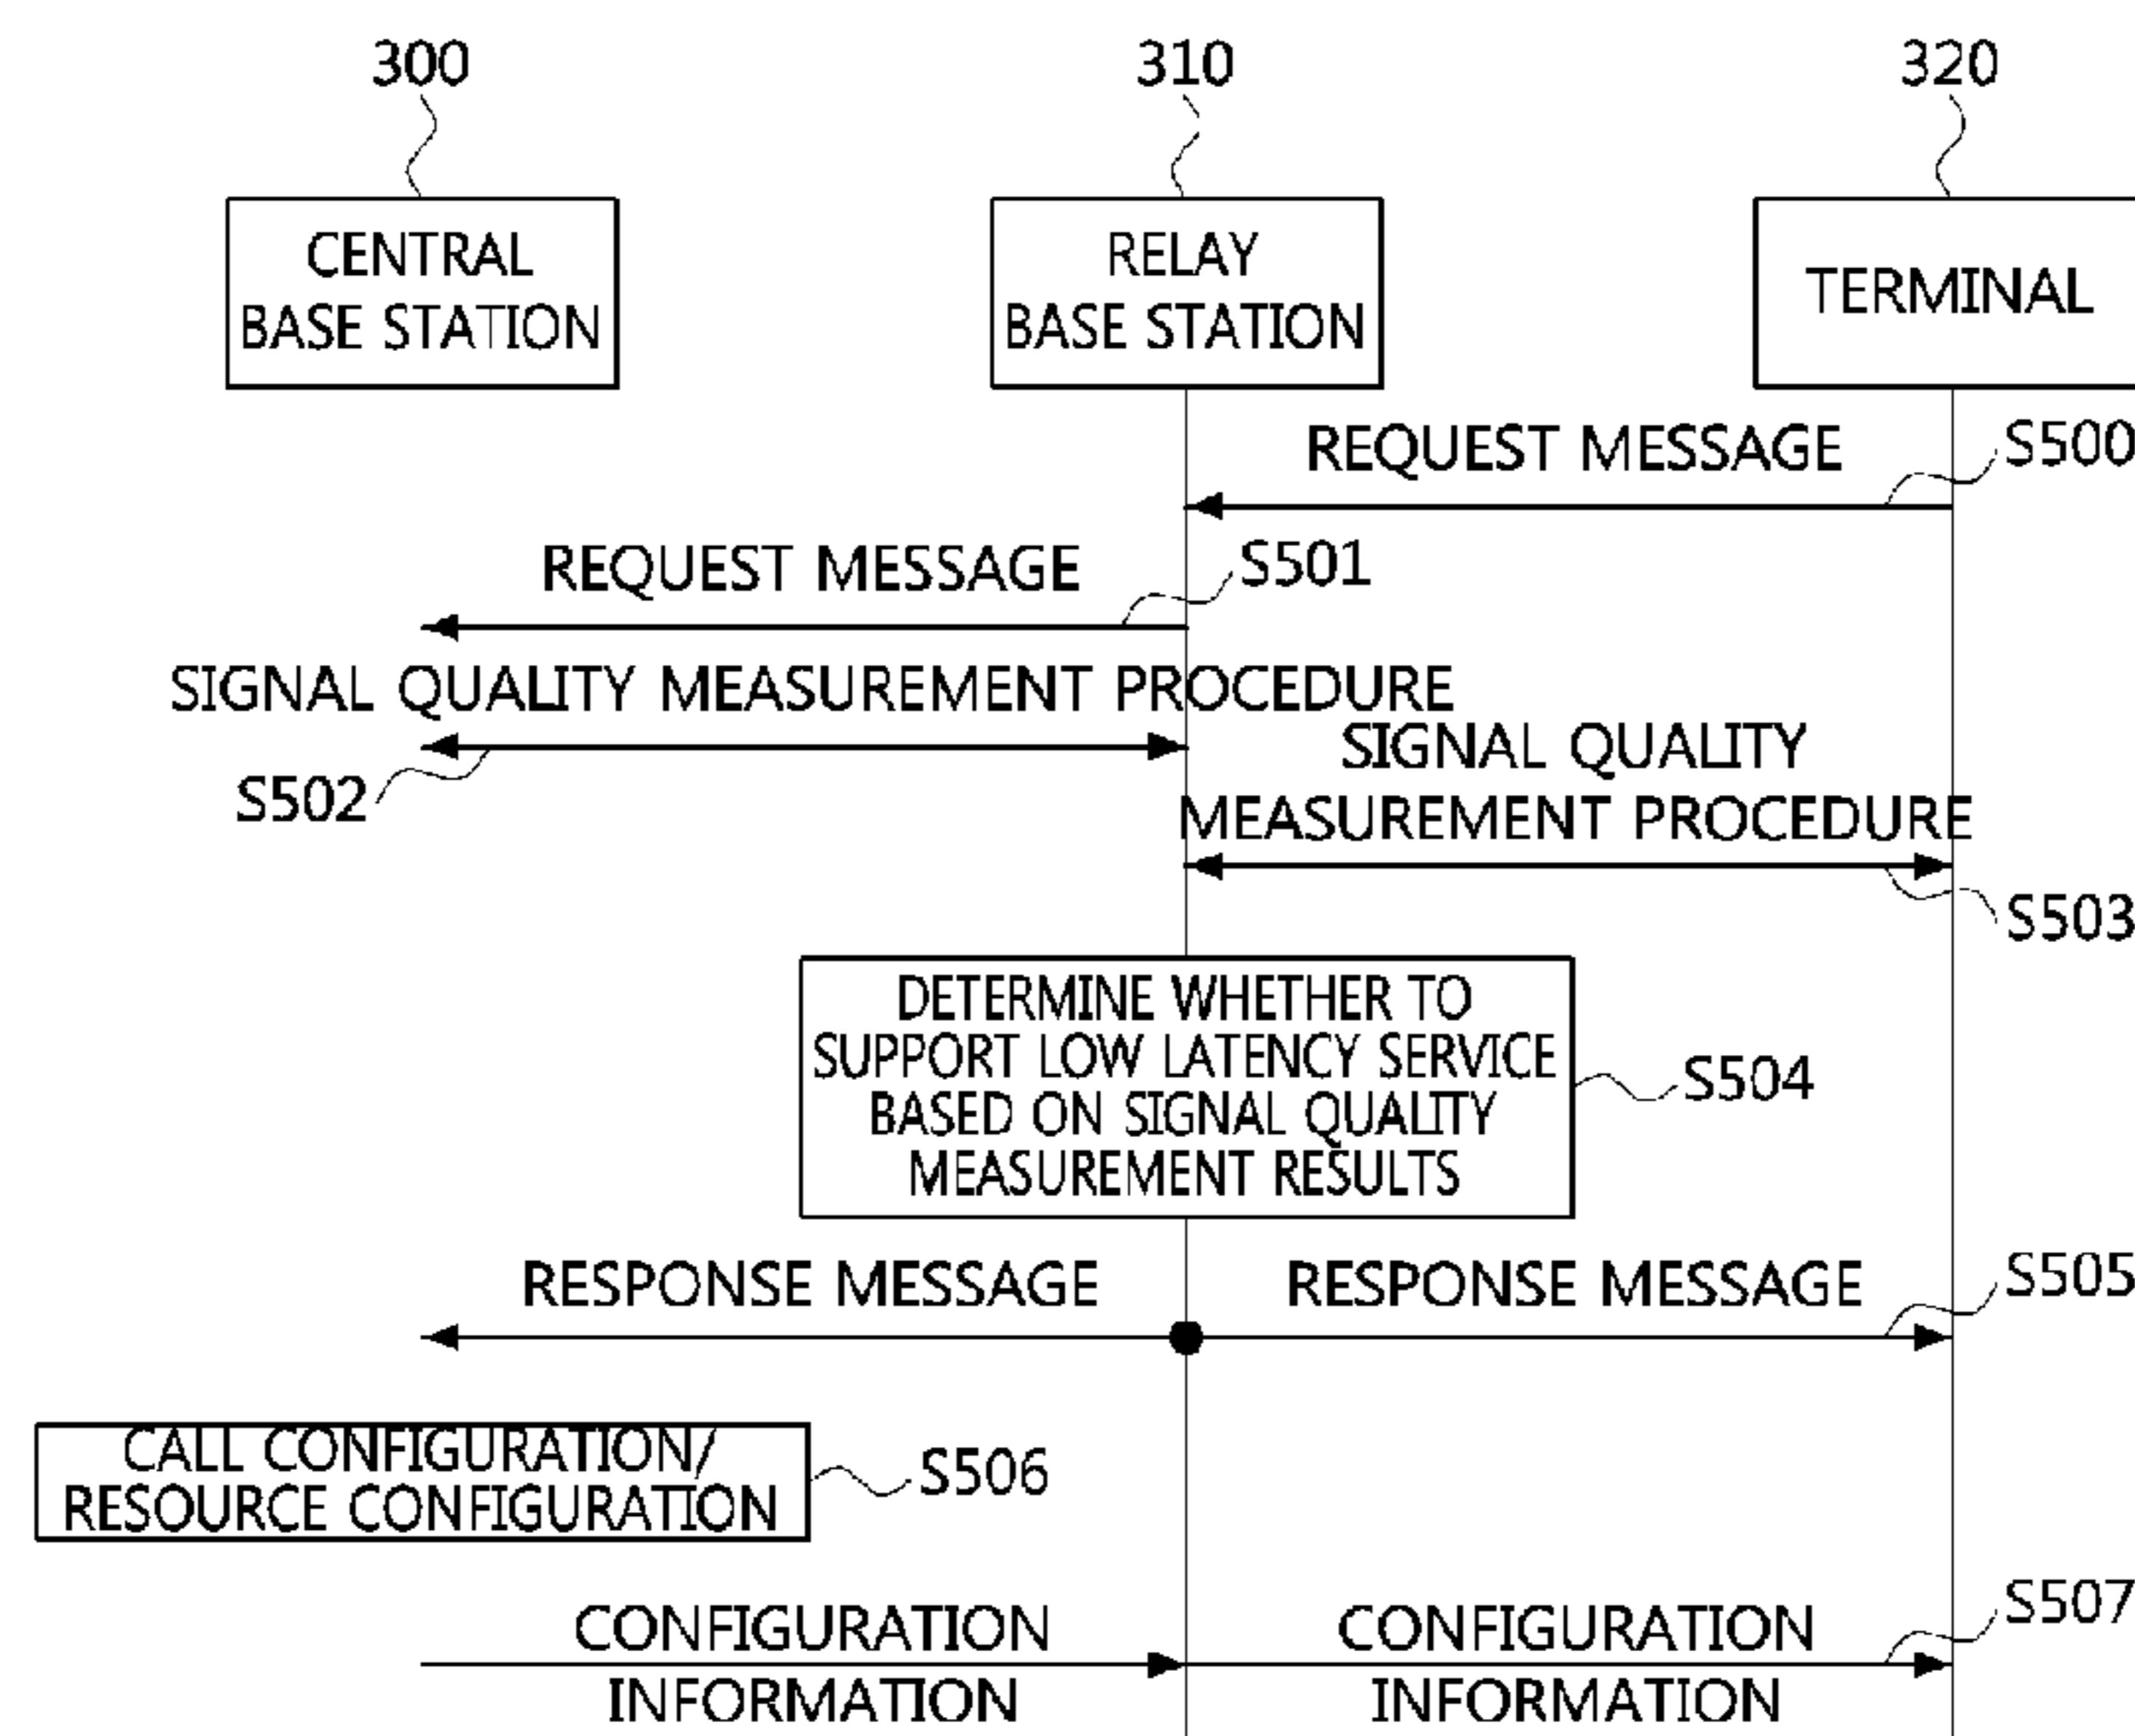 300
310
320
CENTRAL
BASE STATION
RELAY
BASE STATION
TERMINAL
REQUEST MESSAGE
S500
REQUEST MESSAGE
S501
SIGNAL QUALITY MEASUREMENT PROCEDURE
S502
SIGNAL QUALITY
MEASUREMENT PROCEDURE
S503
DETERMINE WHETHER TO
SUPPORT LOW LATENCY SERVICE
BASED ON SIGNAL QUALITY
MEASUREMENT RESULTS
S504
RESPONSE MESSAGE
RESPONSE MESSAGE
S505
CALL CONFIGURATION/
RESOURCE CONFIGURATION
S506
CONFIGURATION
INFORMATION
CONFIGURATION
INFORMATION
S507